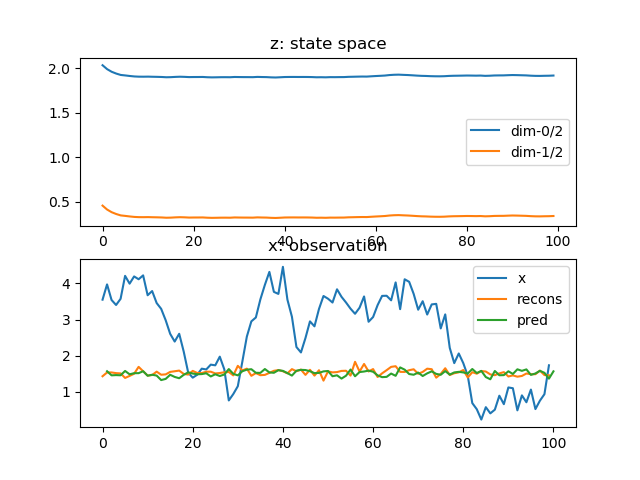 z: state space
2.0
1.5
1.0
0.5
dim-0/2
dim-1/2
0 20 40 60 80 100
x: observation
4
3
2
1
x
recons
pred
0 20 40 60 80 100